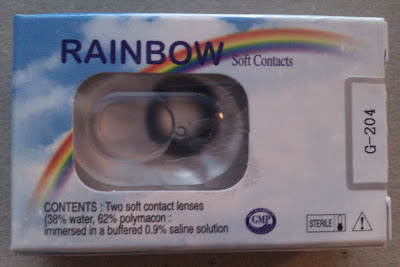 RAINBOW Soft Contacts
G-204
CONTENTS : Two soft contact lenses
(38% water, 62% polymacon :
immersed in a buffered 0.9% saline solution
GMP
STERILE